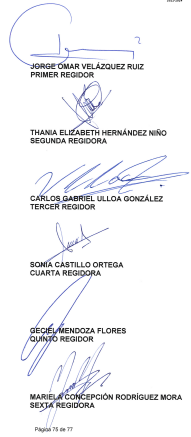 JORGE OMAR VELÁZQUEZ RUIZ
PRIMER REGIDOR
THANIA ELIZABETH HERNÁNDEZ NIÑO
SEGUNDA REGIDORA
CARLOS GABRIEL ULLOA GONZÁLEZ
TERCER REGIDOR
SONIA CASTILLO ORTEGA
CUARTA REGIDORA
GECIEL MENDOZA FLORES
QUINTO REGIDOR
MARIELA CONCEPCIÓN RODRÍGUEZ MORA
SEXTA REGIDORA
Página 75 de 77